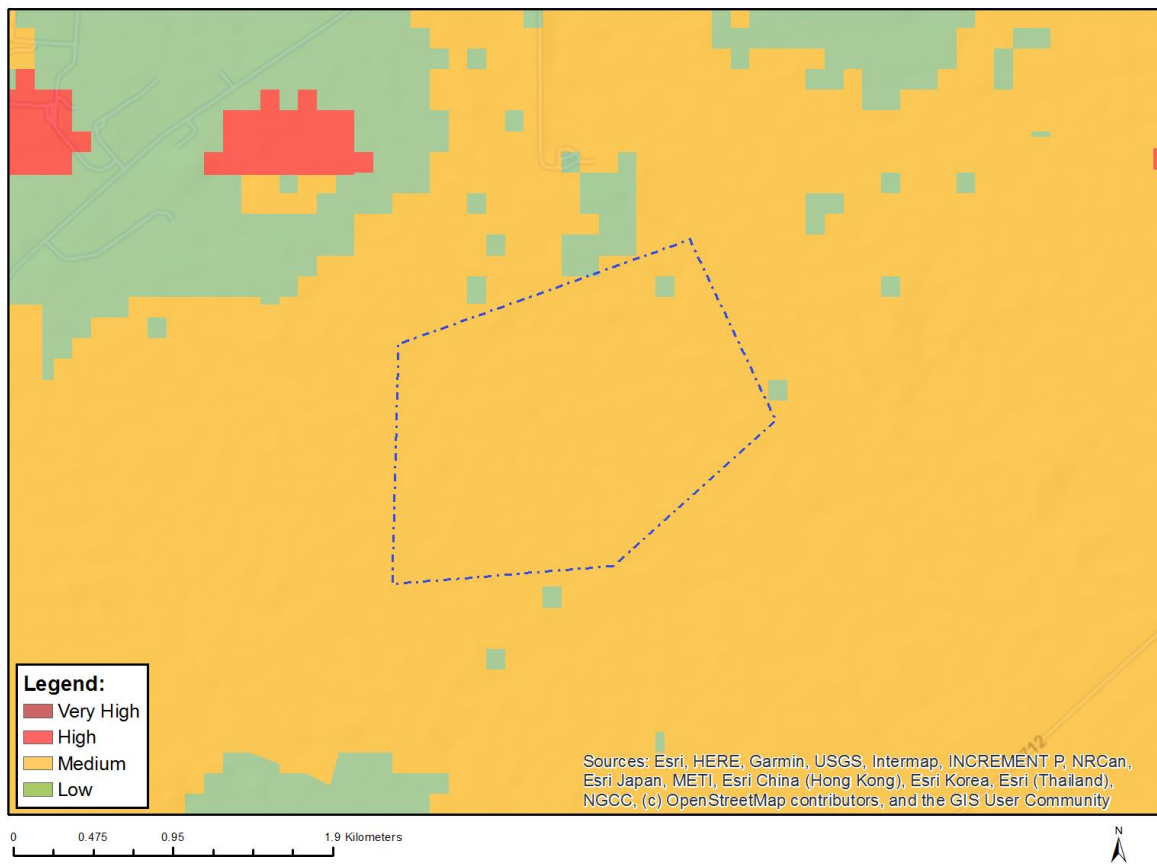 Legend:
Very High
High
Medium
Low
712
Sources: Esri, HERE, Garmin, USGS, Intermap, INCREMENT P, NRCan,
Esri Japan, METI, Esri China (Hong Kong), Esri Korea, Esri (Thailand),
NGCC, (c) OpenStreetMap contributors, and the GIS User Community
0 0.475 0.95 1.9 Kilometers
N